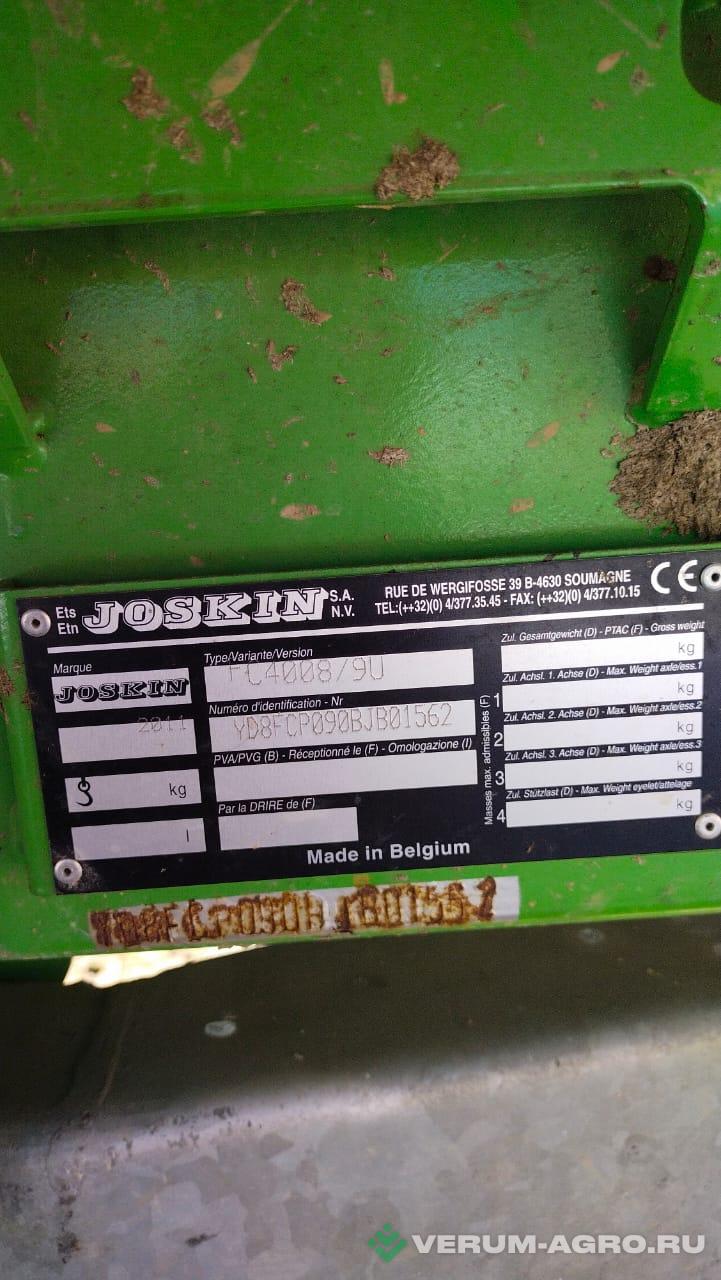 Ets
Etn
JOSKIN S.A.
N.V.
RUE DE WERGIFOSSE 39 B-4630 SOUMAGNE
TEL:(++32)(0) 4/377.35.45 - FAX: (++32)(0) 4/377.10.15
CE
Marque
JOSKIN
2011
kg
l
Type/Variante/Version
FC4008/9U
Numéro d'identification - Nr
YD8FCP090BJB01562
PVA/PVG (B) - Réceptionné le (F) - Omologazione (I)
Par la DRIRE de (F)
Masses max. admissibles (F)
Zul. Gesamtgewicht (D) - PTAC (F) - Gross weight
kg
Zul. Achsl. 1. Achse (D) - Max. Weight axle/ess.1
1 kg
Zul. Achsl. 2. Achse (D) - Max. Weight axle/ess.2
2 kg
Zul. Achsl. 3. Achse (D) - Max. Weight axle/ess.3
3 kg
Zul. Stützlast (D) - Max. Weight eyelet/attelage
4 kg
Made in Belgium
YD8FCP090BJB01562
VERUM-AGRO.RU